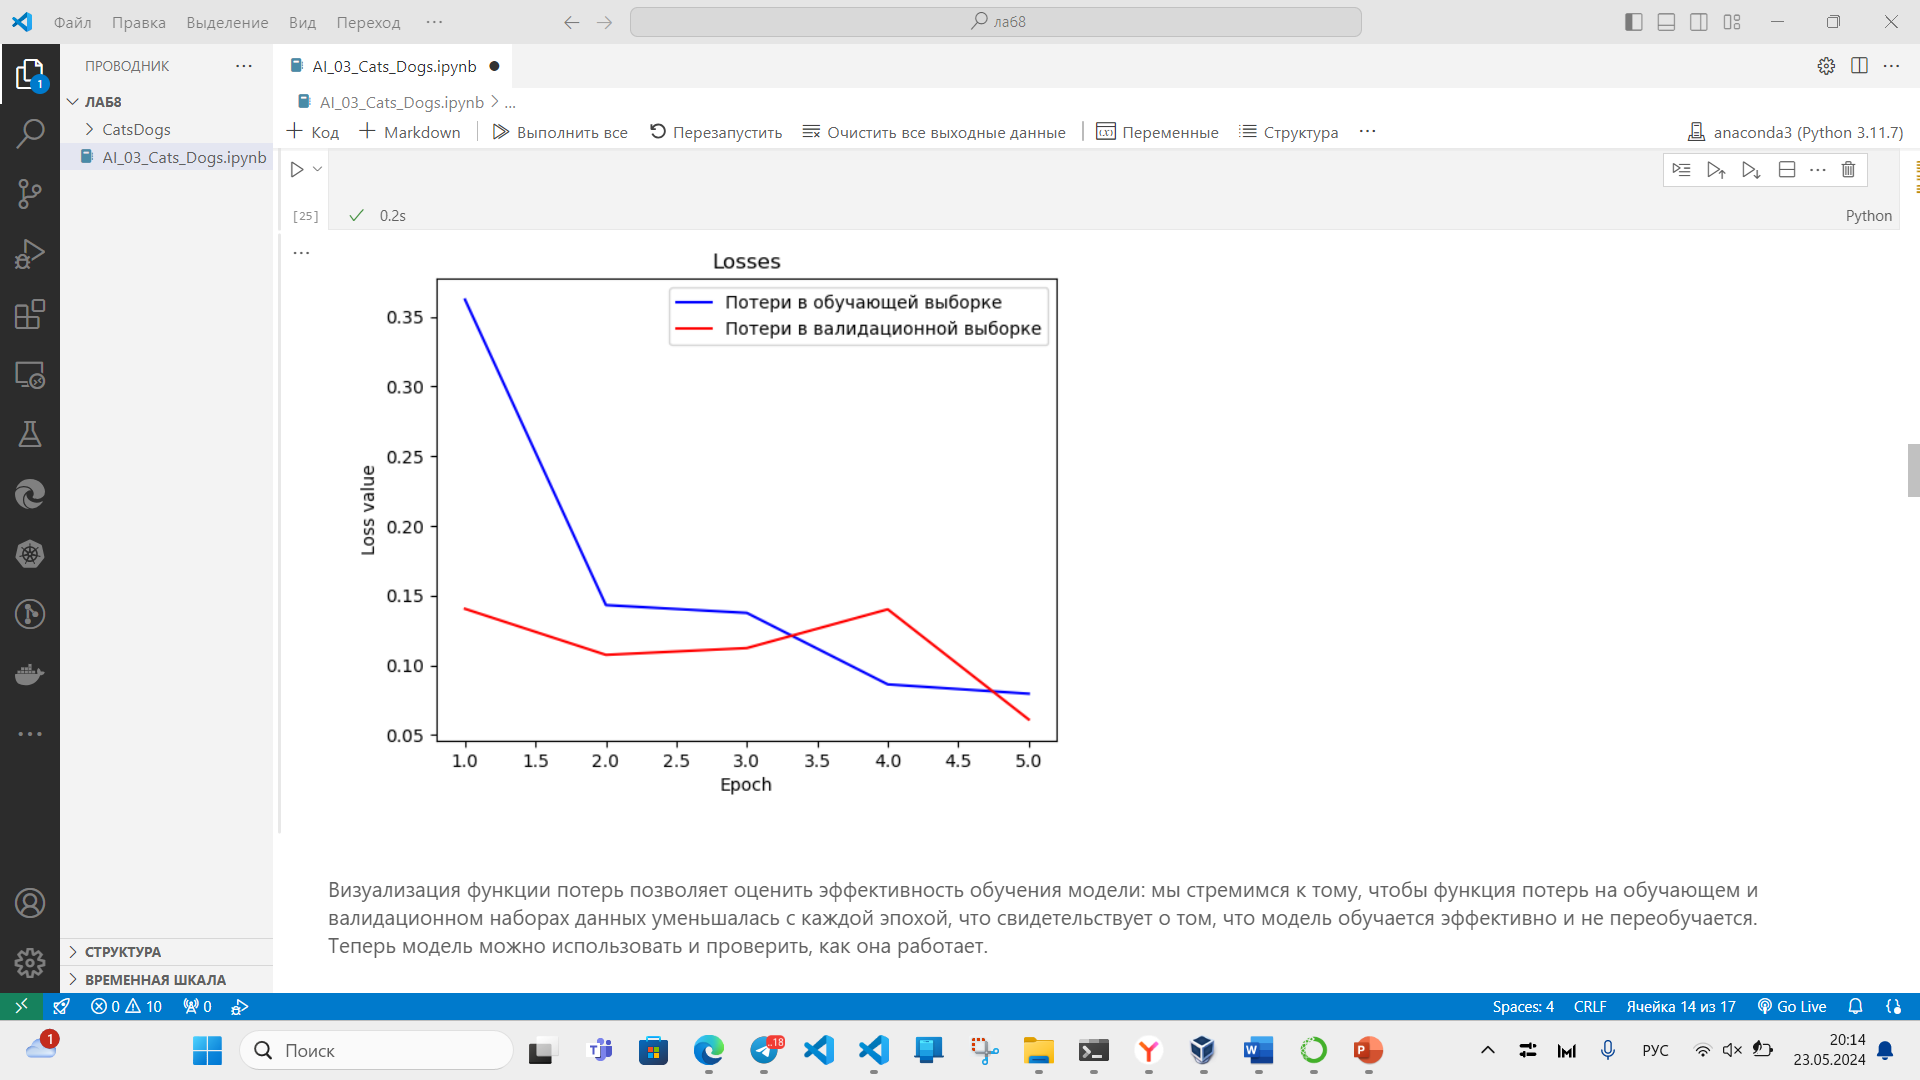 Файл Правка Выделение Вид Переход ···
лаб8
ПРОВОДНИК ···
AI_03_Cats_Dogs.ipynb
ЛАБ8
CatsDogs
AI_03_Cats_Dogs.ipynb
1
AI_03_Cats_Dogs.ipynb > ...
Код Markdown Выполнить все Перезапустить Очистить все выходные данные Переменные Структура ···
anaconda3 (Python 3.11.7)
[25] 0.2s
Python
Losses
Потери в обучающей выборке
Потери в валидационной выборке
0.35
0.30
0.25
0.20
0.15
0.10
0.05
Loss value
1.0 1.5 2.0 2.5 3.0 3.5 4.0 4.5 5.0
Epoch
Визуализация функции потерь позволяет оценить эффективность обучения модели: мы стремимся к тому, чтобы функция потерь на обучающем и
валидационном наборах данных уменьшалась с каждой эпохой, что свидетельствует о том, что модель обучается эффективно и не переобучается.
Теперь модель можно использовать и проверить, как она работает.
СТРУКТУРА
ВРЕМЕННАЯ ШКАЛА
0 10 0
Spaces: 4 CRLF Ячейка 14 из 17 Go Live
1
Поиск
..18
РУС
20:14
23.05.2024